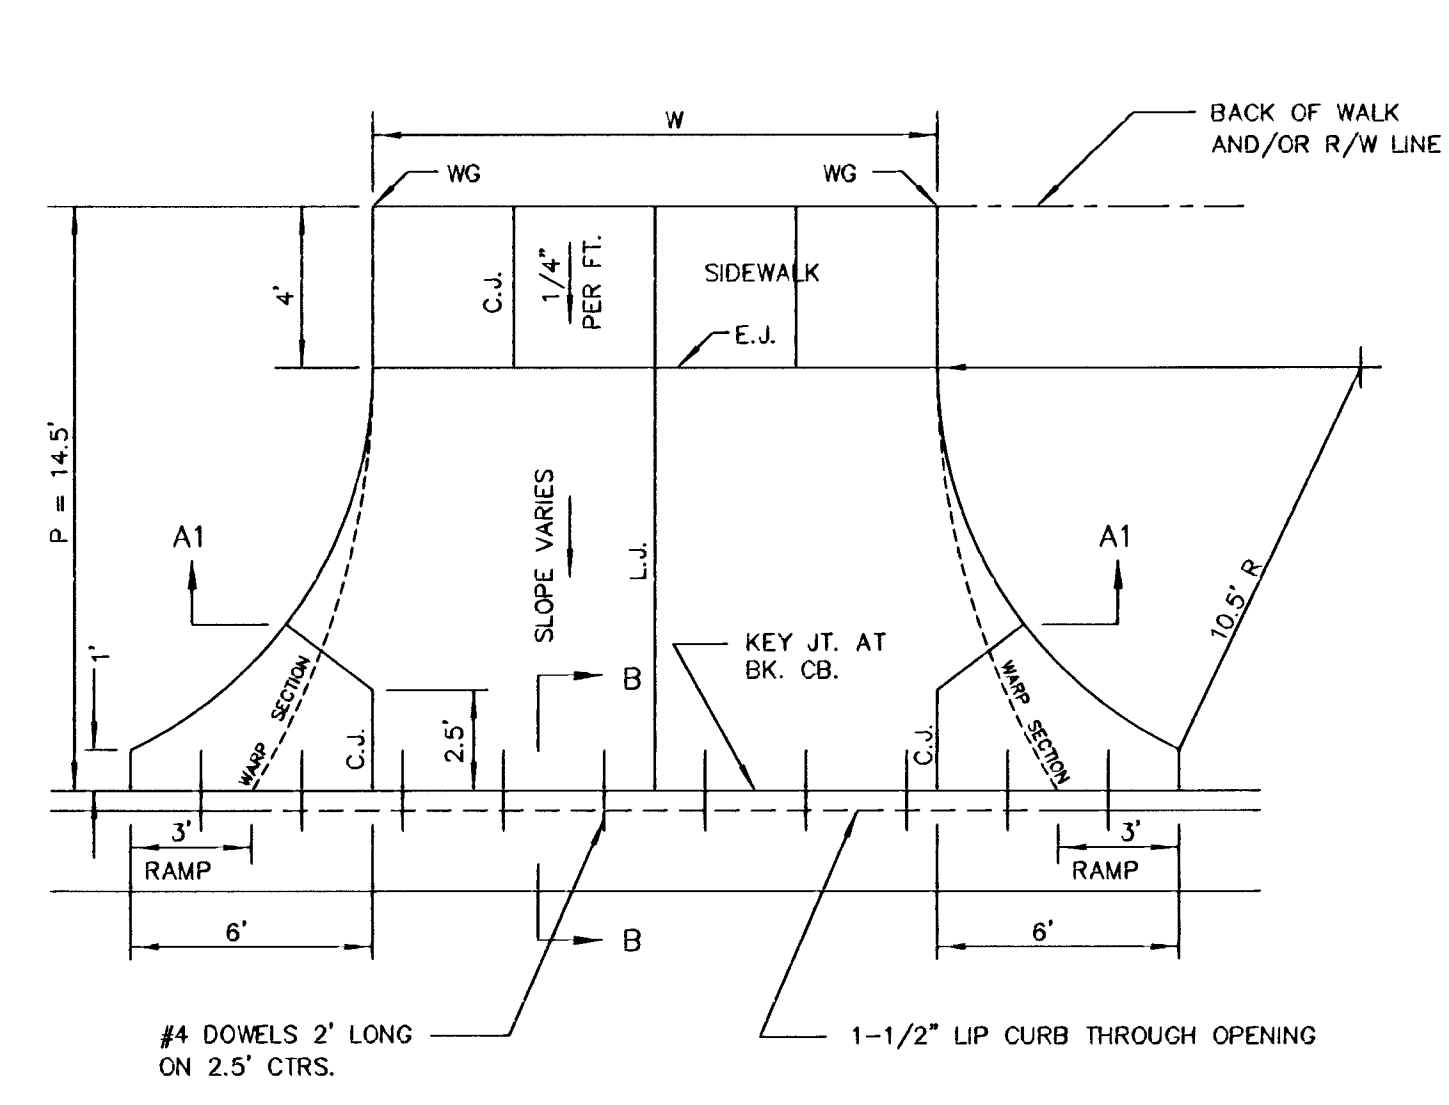 W
BACK OF WALK
AND/OR R/W LINE
WG
WG
4'
C.J.
1/4"
PER FT.
SIDEWALK
E.J.
P = 14.5'
A1
A1
SLOPE VARIES
L.J.
10.5' R
1'
WARP SECTION
C.J.
2.5'
B
KEY JT. AT
BK. CB.
C.J.
WARP SECTION
3'
RAMP
3'
RAMP
6'
B
6'
#4 DOWELS 2' LONG
ON 2.5' CTRS.
1-1/2" LIP CURB THROUGH OPENING